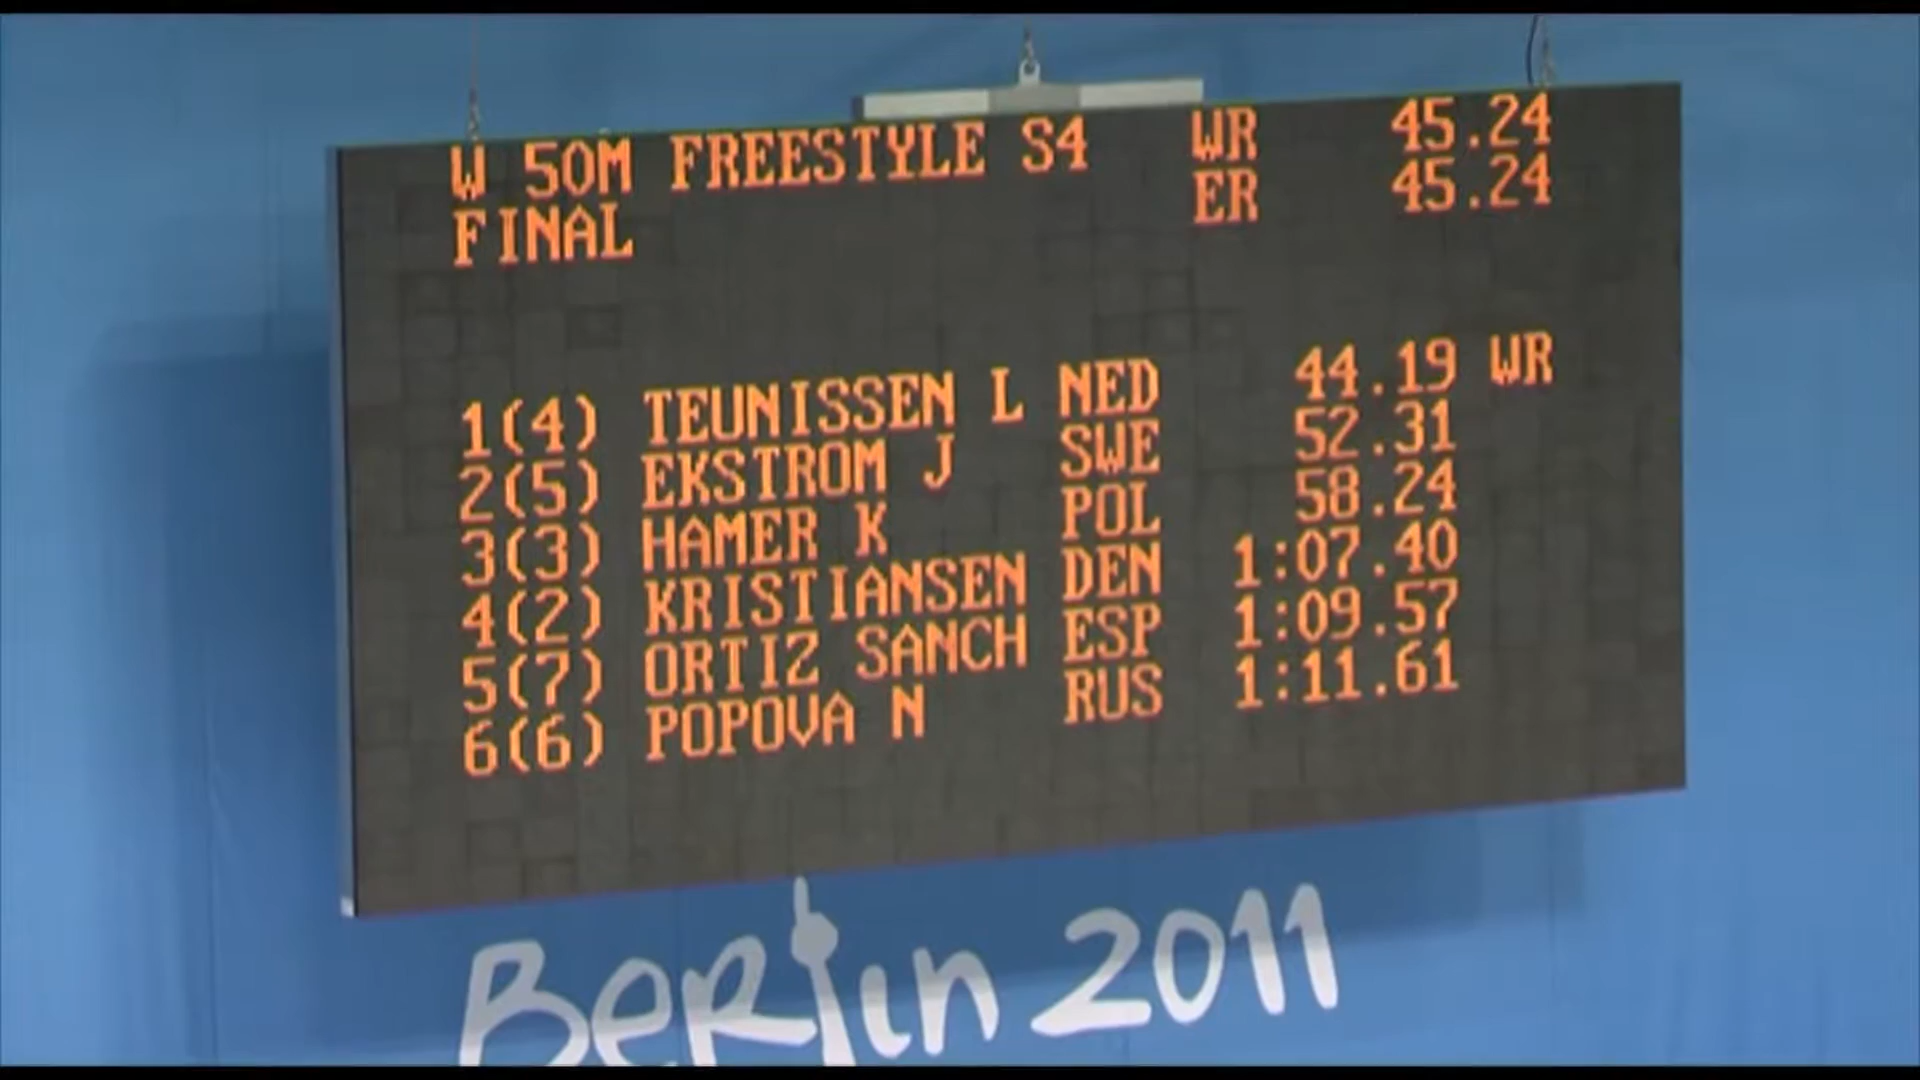 W 50M FREESTYLE S4 WR 45.24
FINAL ER 45.24
1(4) TEUNISSEN L NED 44.19 WR
2(5) EKSTROM J SWE 52.31
3(3) HAMER K POL 58.24
4(2) KRISTIANSEN DEN 1:07.40
5(7) ORTIZ SANCH ESP 1:09.57
6(6) POPOVA N RUS 1:11.61
Berlin 2011